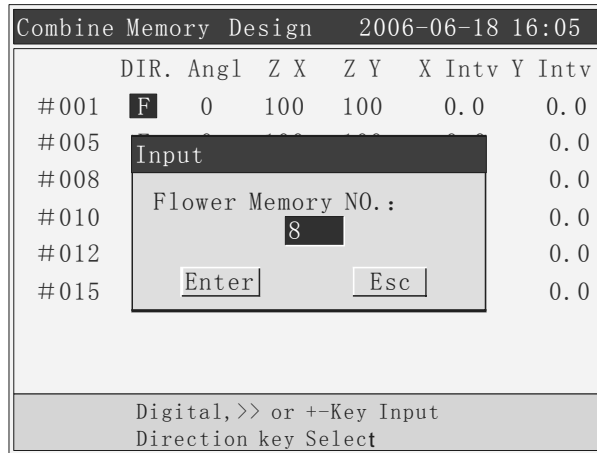 Combine Memory Design 2006-06-18 16:05
DIR. Angl Z X Z Y X Intv Y Intv
#001 F 0 100 100 0.0 0.0
#005 0.0
#008 0.0
#010 0.0
#012 0.0
#015 0.0
Input
Flower Memory NO.:
8
Enter Esc
Digital,>> or +-Key Input
Direction key Select